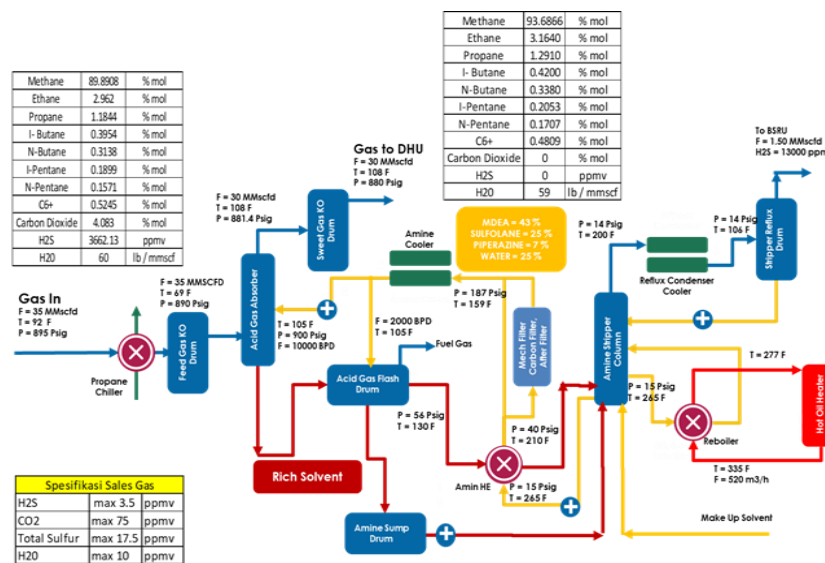 Methane 93.6866 % mol
Ethane 3.1640 % mol
Propane 1.2910 % mol
I- Butane 0.4200 % mol
N-Butane 0.3380 % mol
I-Pentane 0.2053 % mol
N-Pentane 0.1707 % mol
C6+ 0.4809 % mol
Carbon Dioxide 0 % mol
H2S 0 ppmv
H20 59 lb / mmscf
Methane 89.8908 % mol
Ethane 2.962 % mol
Propane 1.1844 % mol
I- Butane 0.3954 % mol
N-Butane 0.3138 % mol
I-Pentane 0.1899 % mol
N-Pentane 0.1571 % mol
C6+ 0.5245 % mol
Carbon Dioxide 4.083 % mol
H2S 3662.13 ppmv
H20 60 lb / mmscf
To BSRU
F = 1.50 MMscfd
H2S = 13000 ppm
Gas to DHU
F = 30 MMscfd
T = 108 F
P = 880 Psig
F = 30 MMscfd
T = 108 F
P = 881.4 Psig
Sweet Gas KO
Drum
MDEA = 43 %
SULFOLANE = 25 %
PIPERAZINE = 7 %
WATER = 25 %
Amine
Cooler
P = 14 Psig
T = 200 F
P = 14 Psig
T = 106 F
Stripper Reflux
Drum
Reflux Condenser
Cooler
P = 187 Psig
T = 159 F
Gas In
F = 35 MMscfd
T = 92 F
P = 895 Psig
F = 35 MMSCFD
T = 69 F
P = 890 Psig
Propane
Chiller
Feed Gas KO
Drum
Acid Gas Absorber
T = 105 F
P = 900 Psig
F = 10000 BPD
F = 2000 BPD
T = 105 F
Fuel Gas
Acid Gas Flash
Drum
Mech Filter
Carbon Filter,
After Filter
Amine Stripper
Column
P = 15 Psig
T = 265 F
T = 277 F
Hot Oil Heater
Reboiler
T = 335 F
F = 520 m3/h
P = 56 Psig
T = 130 F
P = 40 Psig
T = 210 F
Amin HE
P = 15 Psig
T = 265 F
Rich Solvent
Amine Sump
Drum
Make Up Solvent
Spesifikasi Sales Gas
H2S max 3.5 ppmv
CO2 max 75 ppmv
Total Sulfur max 17.5 ppmv
H20 max 10 ppmv